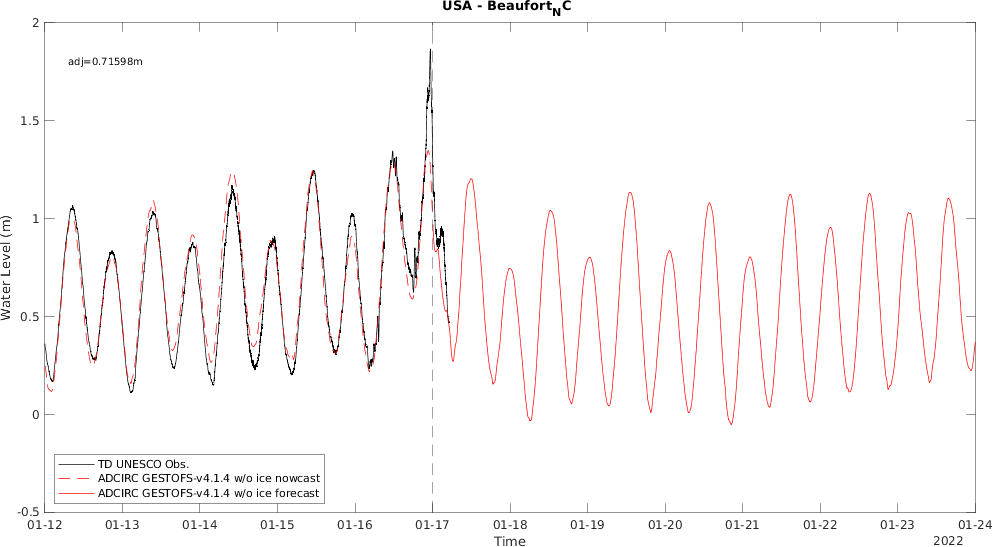 USA - Beaufort_NC
adj=0.71598m
2
1.5
1
0.5
0
-0.5
Water Level (m)
TD UNESCO Obs.
ADCIRC GESTOFS-v4.1.4 w/o ice nowcast
ADCIRC GESTOFS-v4.1.4 w/o ice forecast
01-12 01-13 01-14 01-15 01-16 01-17 01-18 01-19 01-20 01-21 01-22 01-23 01-24
Time
2022